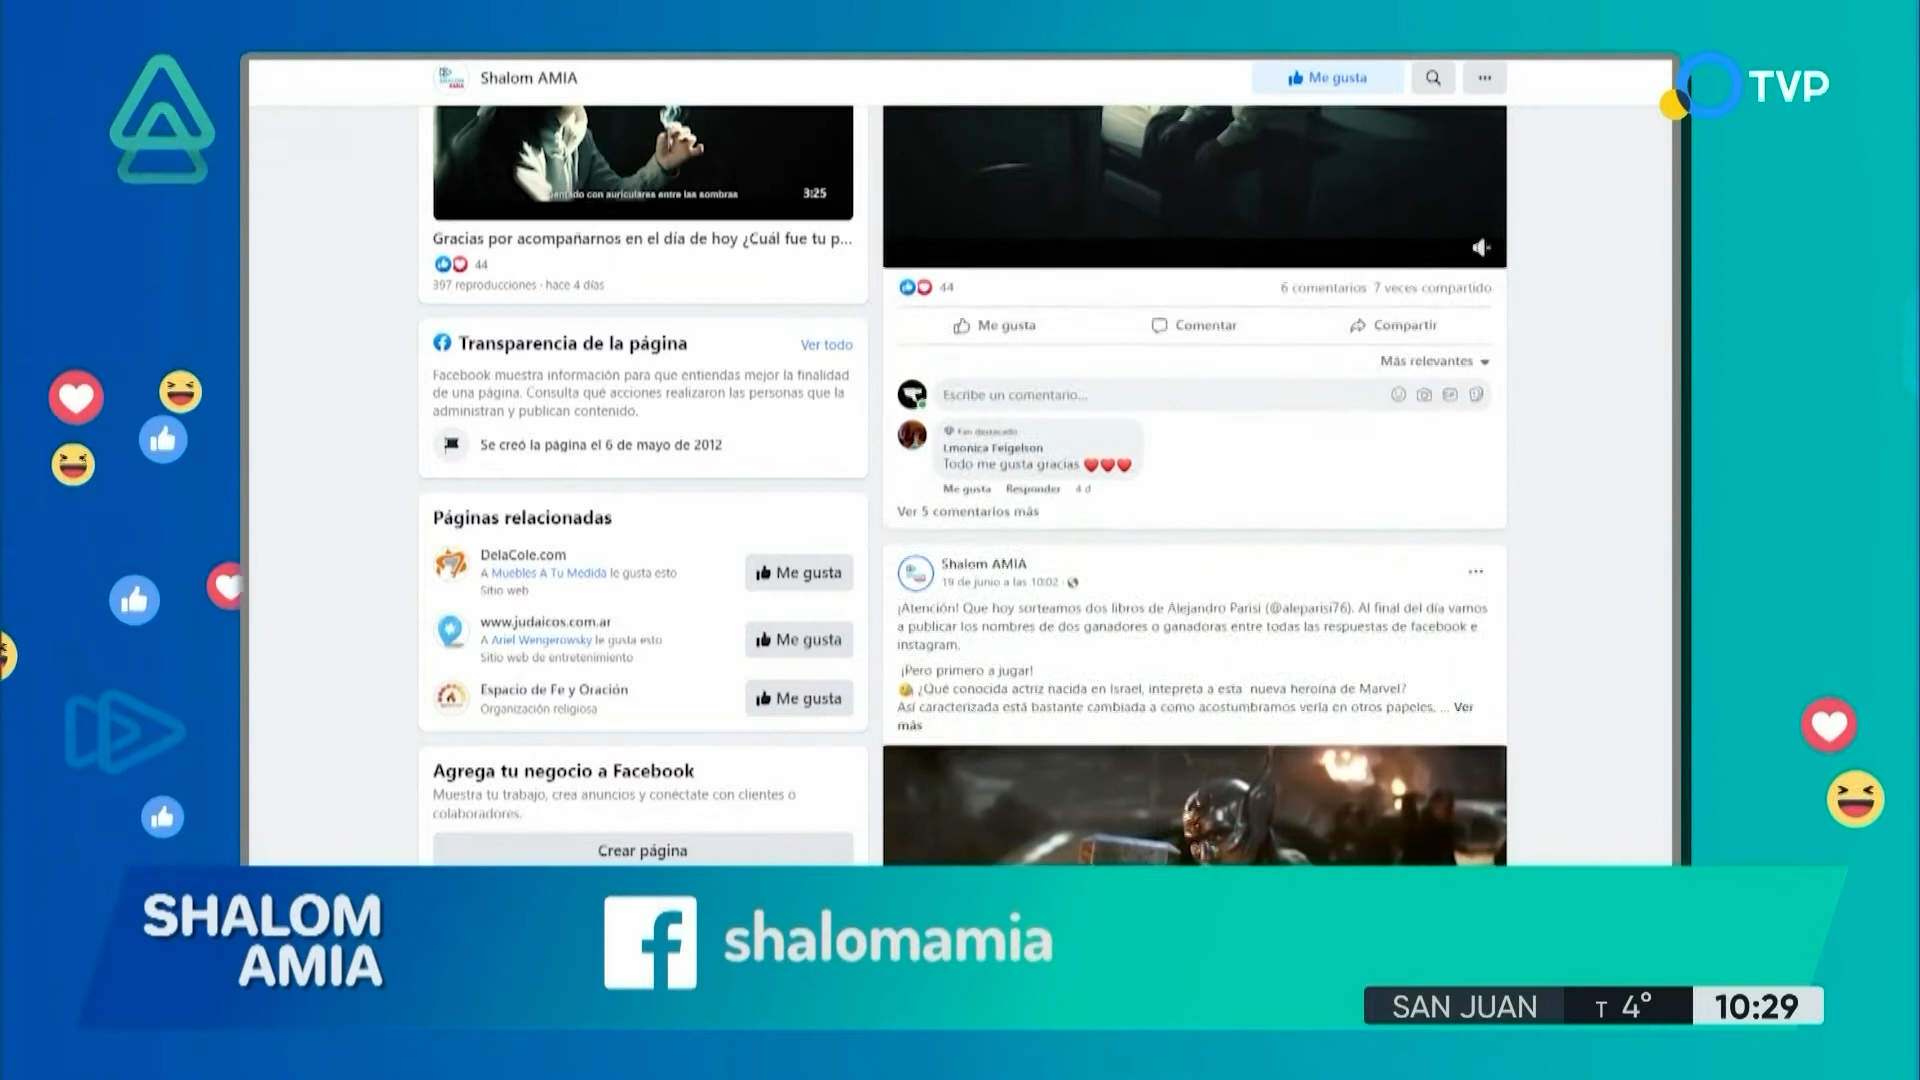 Shalom AMIA
Me gusta
TVP
con auriculares entre las sombras
3:25
Gracias por acompañarnos en el día de hoy ¿Cuál fue tu p...
44
397 reproducciones · hace 4 días
Transparencia de la página
Ver todo
Facebook muestra información para que entiendas mejor la finalidad
de una página. Consulta qué acciones realizaron las personas que la
administran y publican contenido.
Se creó la página el 6 de mayo de 2012
Páginas relacionadas
DelaCole.com
A Muebles A Tu Medida le gusta esto
Sitio web
Me gusta
www.judaicos.com.ar
A Ariel Wengerowsky le gusta esto
Sitio web de entretenimiento
Me gusta
Espacio de Fe y Oración
Organización religiosa
Me gusta
Agrega tu negocio a Facebook
Muestra tu trabajo, crea anuncios y conéctate con clientes o
colaboradores.
Crear página
44
6 comentarios 7 veces compartido
Me gusta Comentar Compartir
Más relevantes
Escribe un comentario...
Fan destacado
Lmonica Feigelson
Todo me gusta gracias
Me gusta Responder 4 d
Ver 5 comentarios más
Shalom AMIA
19 de junio a las 10:02 ·
¡Atención! Que hoy sorteamos dos libros de Alejandro Parisi (@aleparisi76). Al final del día vamos
a publicar los nombres de dos ganadores o ganadoras entre todas las respuestas de facebook e
instagram.
¡Pero primero a jugar!
¿Qué conocida actriz nacida en Israel, intepreta a esta nueva heroína de Marvel?
Así caracterizada está bastante cambiada a como acostumbramos verla en otros papeles. ... Ver
más
SHALOM
AMIA
shalomamia
SAN JUAN T 4° 10:29